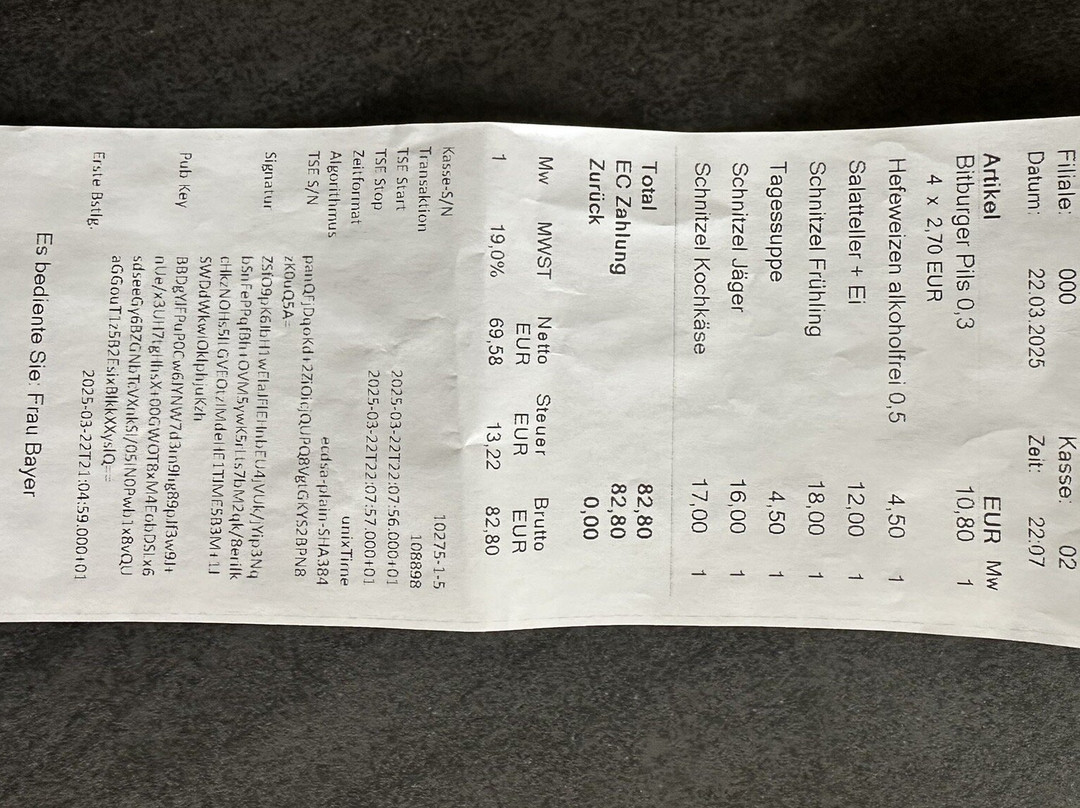 Filiale: 000 Kasse: 02
Datum: 22.03.2025 Zeit: 22:07
Artikel EUR Mw
Bitburger Pils 0,3 10,80 1
4 x 2,70 EUR
Hefeweizen alkoholfrei 0,5 4,50 1
Salatteller + Ei 12,00 1
Schnitzel Frühling 18,00 1
Tagessuppe 4,50 1
Schnitzel Jäger 16,00 1
Schnitzel Kochkäse 17,00 1
Total 82,80
EC Zahlung 82,80
Zurück 0,00
Mw MWST Netto Steuer Brutto
EUR EUR EUR
1 19,0% 69,58 13,22 82,80
Kasse-S/N 10275-1-5
Transaktion 108898
TSE Start 2025-03-22T22:07:56.000+01
TSE Stop 2025-03-22T22:07:57.000+01
Zeitformat unixTime
Algorithmus ecdsa-plain-SHA384
TSE S/N
zK0uQ5A=
Signatur
Pub Key
Erste Bstlg. 2025-03-22T21:04:59.000+01
Es bediente Sie: Frau Bayer